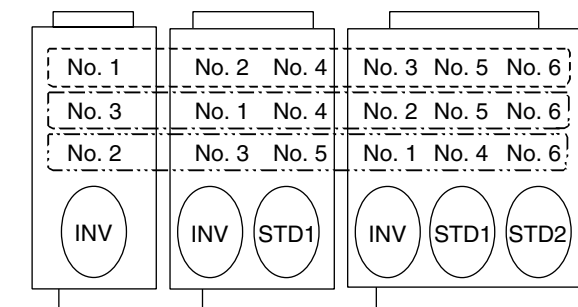 No. 1 No. 2 No. 4 No. 3 No. 5 No. 6
No. 3 No. 1 No. 4 No. 2 No. 5 No. 6
No. 2 No. 3 No. 5 No. 1 No. 4 No. 6
INV INV STD1 INV STD1 STD2